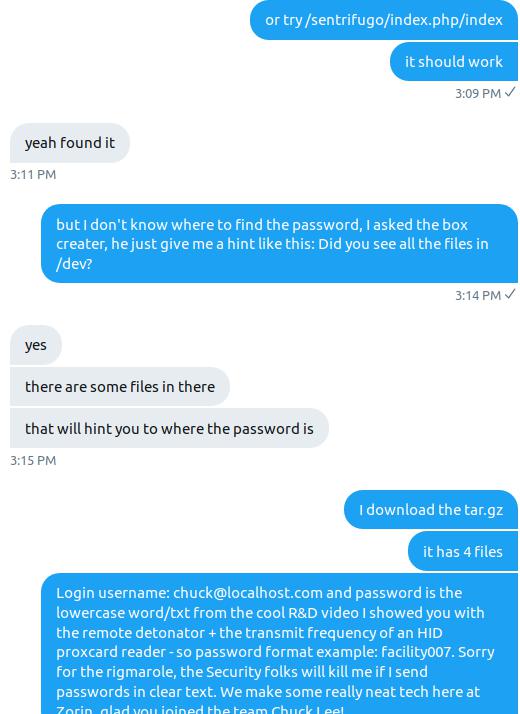 or try /sentrifugo/index.php/index
it should work
3:09 PM ✓
yeah found it
3:11 PM
but I don't know where to find the password, I asked the box
creater, he just give me a hint like this: Did you see all the files in
/dev?
3:14 PM ✓
yes
there are some files in there
that will hint you to where the password is
3:15 PM
I download the tar.gz
it has 4 files
Login username: chuck@localhost.com and password is the
lowercase word/txt from the cool R&D video I showed you with
the remote detonator + the transmit frequency of an HID
proxcard reader - so password format example: facility007. Sorry
for the rigmarole, the Security folks will kill me if I send
passwords in clear text. We make some really neat tech here at
Zorin, glad you joined the team Chuck Lee!